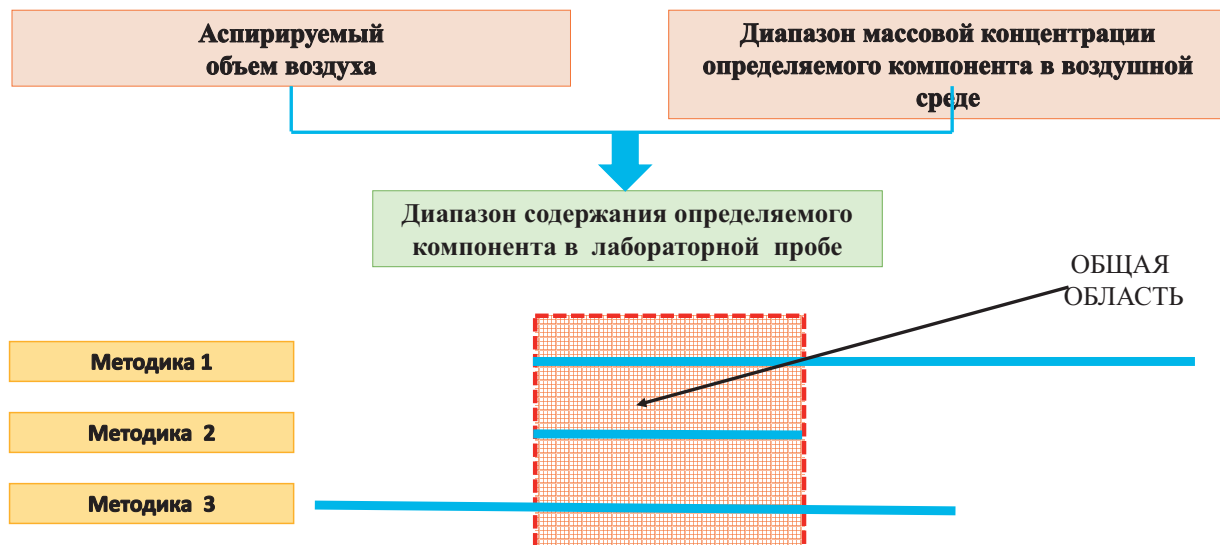 Аспирируемый
объем воздуха
Диапазон массовой концентрации
определяемого компонента в воздушной
среде
Диапазон содержания определяемого
компонента в лабораторной пробе
ОБЩАЯ
ОБЛАСТЬ
Методика 1
Методика 2
Методика 3